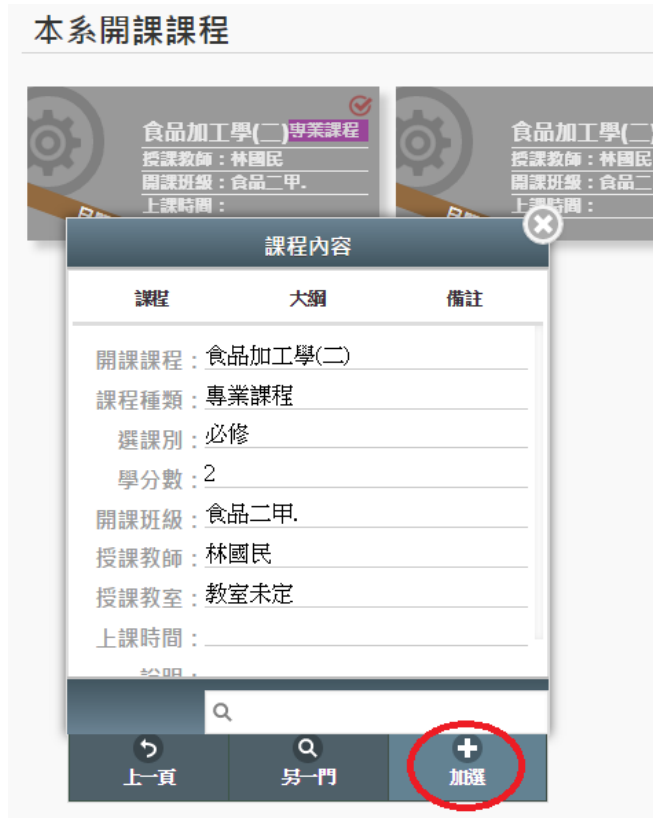 本系開課課程
食品加工學(二)專業課程
授課教師：林國民
開課班級：食品二甲.
上課時間：
食品加工學(二)
授課教師：林國民
開課班級：食品二
上課時間：
課程內容
課程 大綱 備註
開課課程：食品加工學(二)
課程種類：專業課程
選課別：必修
學分數：2
開課班級：食品二甲.
授課教師：林國民
授課教室：教室未定
上課時間：
說明：
上一頁 另一門 加選